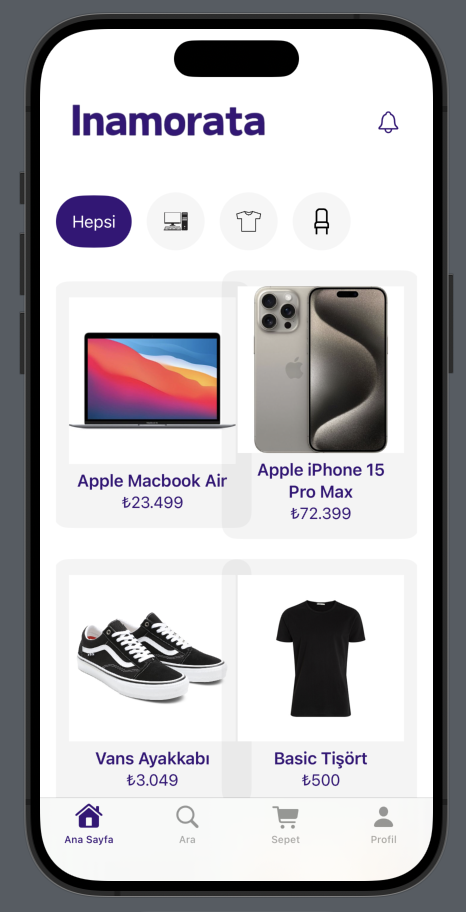 Inamorata
Hepsi
Apple Macbook Air
₺23.499
Apple iPhone 15
Pro Max
₺72.399
Vans Ayakkabı
₺3.049
Basic Tişört
₺500
Ana Sayfa
Ara
Sepet
Profil